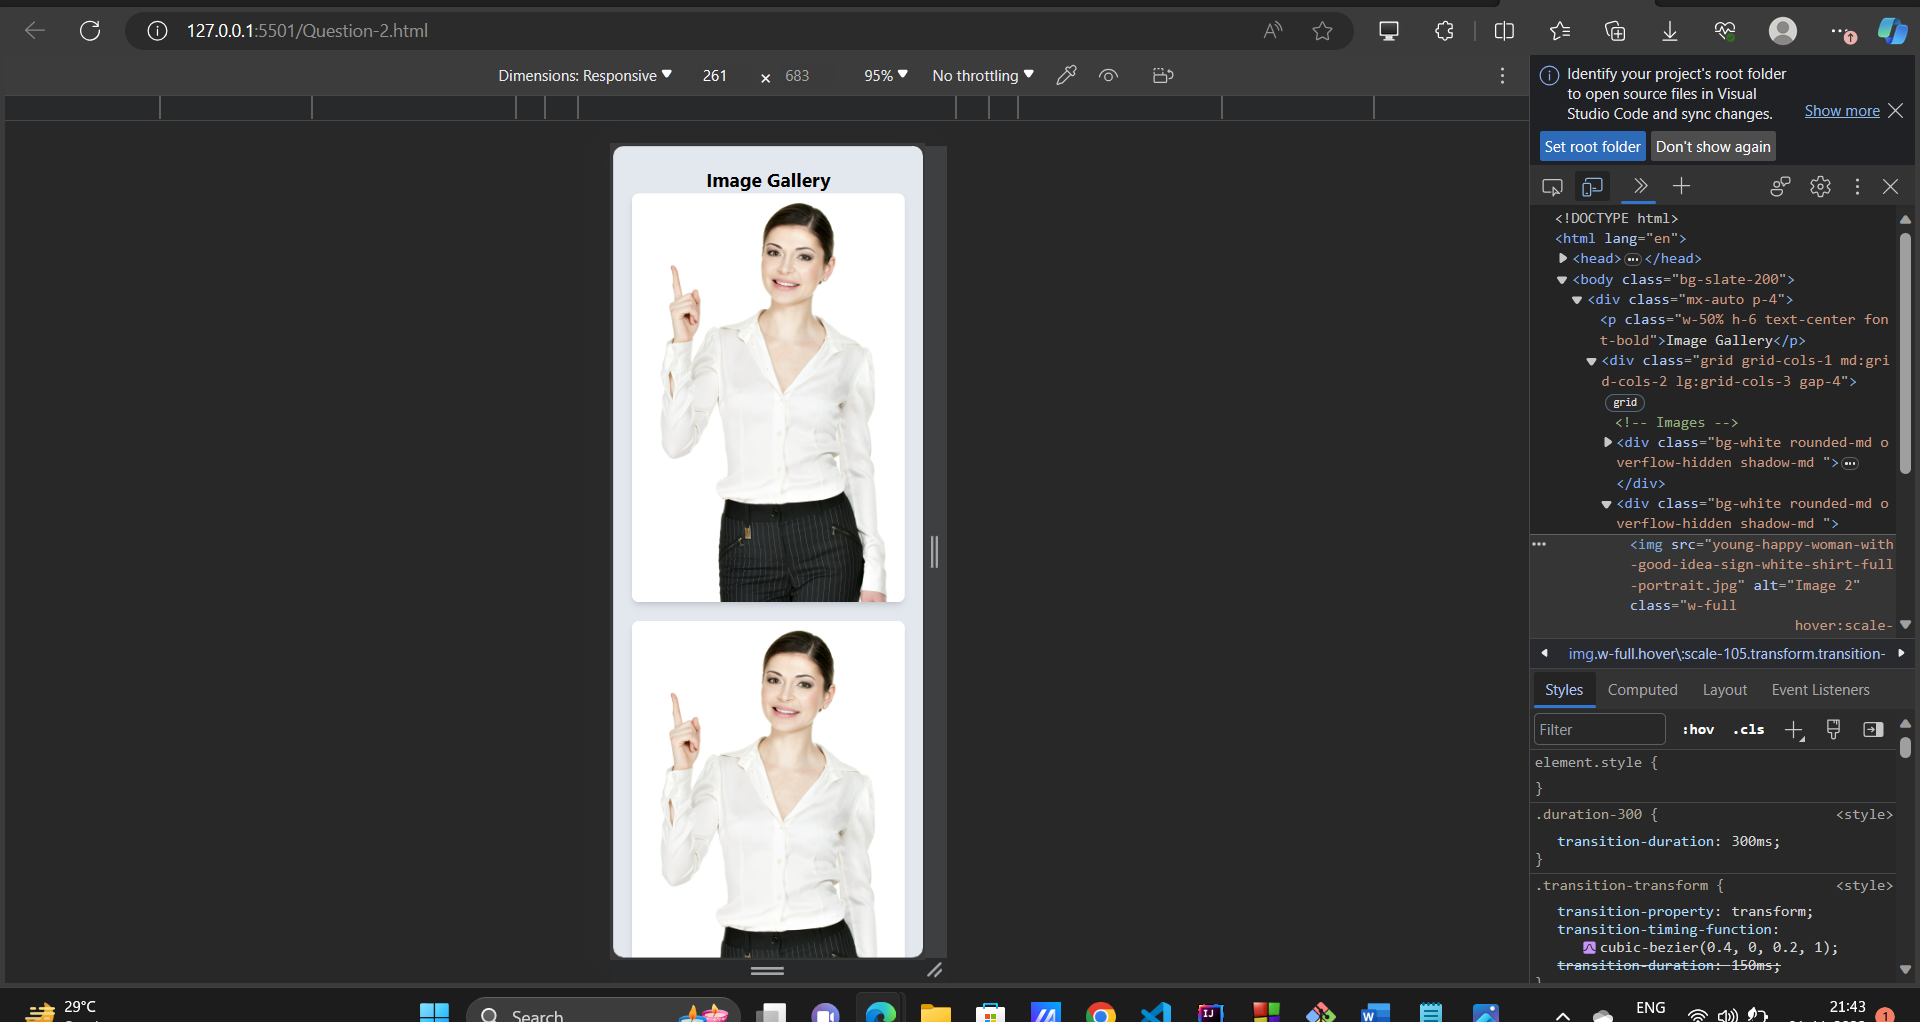 127.0.0.1:5501/Question-2.html
Dimensions: Responsive 261 × 683 95% No throttling
Identify your project's root folder
to open source files in Visual
Studio Code and sync changes.
Show more
Set root folder Don't show again
Image Gallery
<!DOCTYPE html>
<html lang="en">
<head>…</head>
<body class="bg-slate-200">
<div class="mx-auto p-4">
<p class="w-50% h-6 text-center fon
t-bold">Image Gallery</p>
<div class="grid grid-cols-1 md:gri
d-cols-2 lg:grid-cols-3 gap-4">
grid
<!-- Images -->
<div class="bg-white rounded-md o
verflow-hidden shadow-md ">…
</div>
<div class="bg-white rounded-md o
verflow-hidden shadow-md ">
<img src="young-happy-woman-with
-good-idea-sign-white-shirt-full
-portrait.jpg" alt="Image 2"
class="w-full
hover:scale-
img.w-full.hover\:scale-105.transform.transition-
Styles Computed Layout Event Listeners
Filter :hov .cls
element.style {
}
.duration-300 { <style>
transition-duration: 300ms;
}
.transition-transform { <style>
transition-property: transform;
transition-timing-function:
cubic-bezier(0.4, 0, 0.2, 1);
transition-duration: 150ms;
29°C
Search
ENG
21:43
1